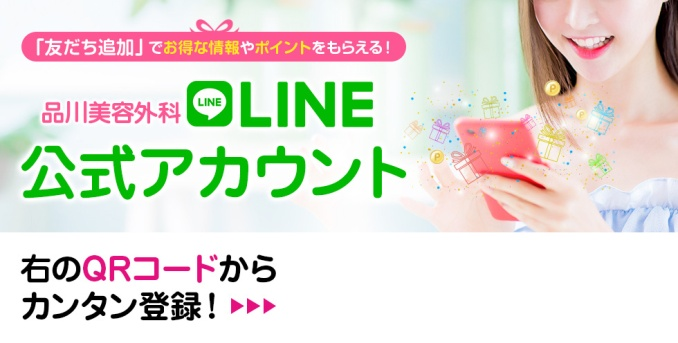 「友だち追加」でお得な情報やポイントをもらえる!
品川美容外科 LINE LINE
公式アカウント
右のQRコードから
カンタン登録!